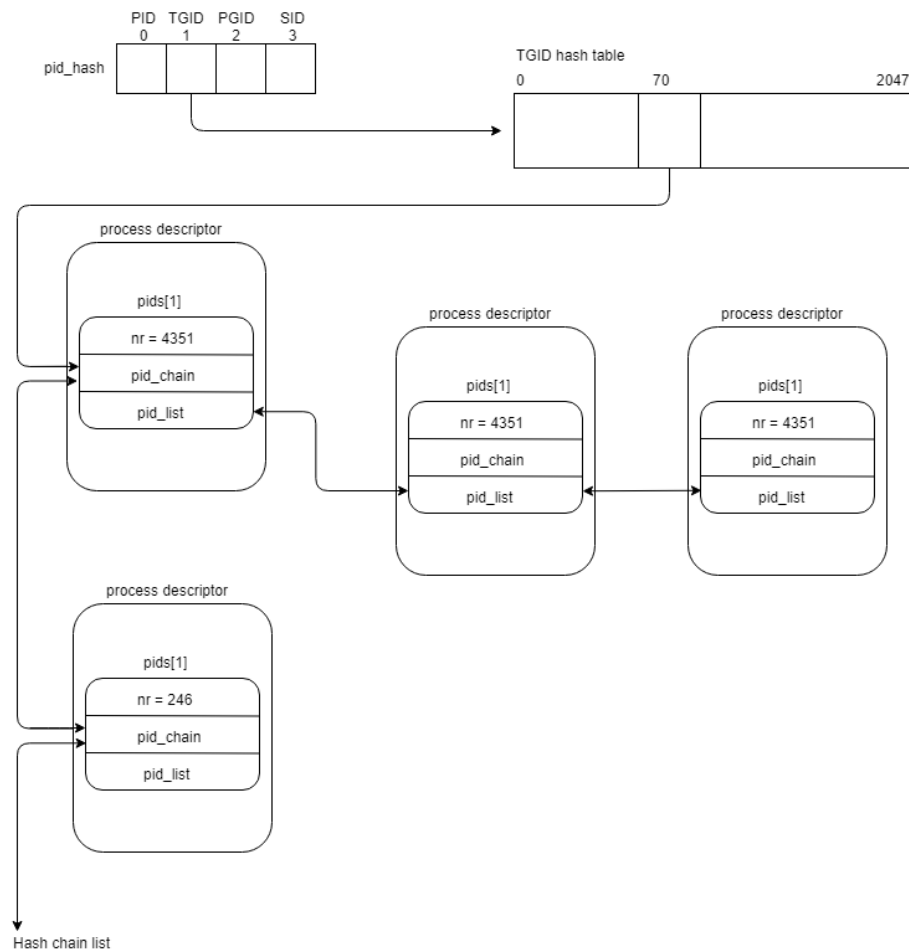 PID TGID PGID SID
0 1 2 3
pid_hash
TGID hash table
0 70 2047
process descriptor
pids[1]
nr = 4351
pid_chain
pid_list
process descriptor
pids[1]
nr = 4351
pid_chain
pid_list
process descriptor
pids[1]
nr = 4351
pid_chain
pid_list
process descriptor
pids[1]
nr = 246
pid_chain
pid_list
Hash chain list